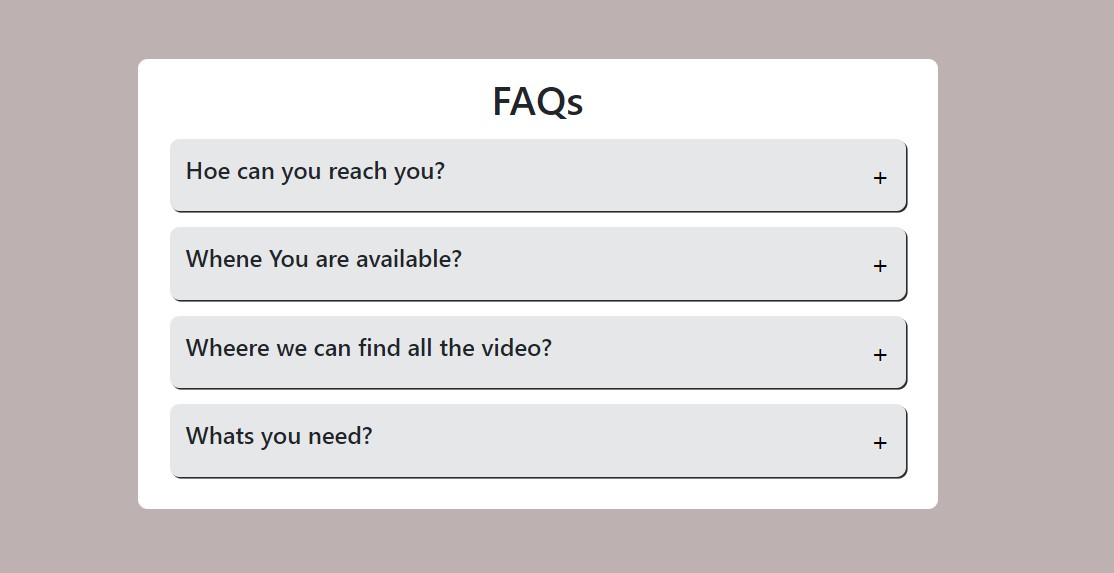 FAQs
Hoe can you reach you?
+
Whene You are available?
+
Wheere we can find all the video?
+
Whats you need?
+